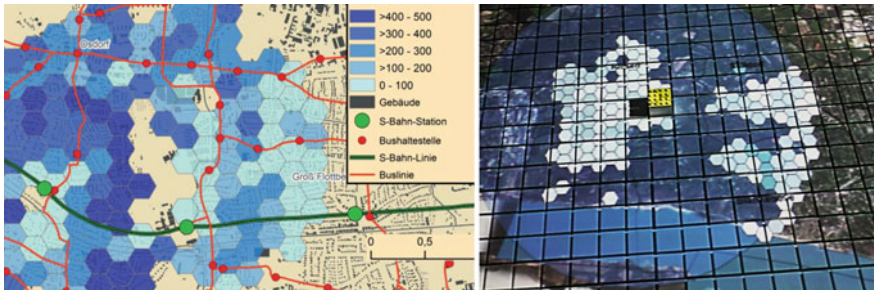 Osdorf
Groß Flottbe
>400 - 500
>300 - 400
>200 - 300
>100 - 200
0 - 100
Gebäude
S-Bahn-Station
Bushaltestelle
S-Bahn-Linie
Buslinie
0 0,5